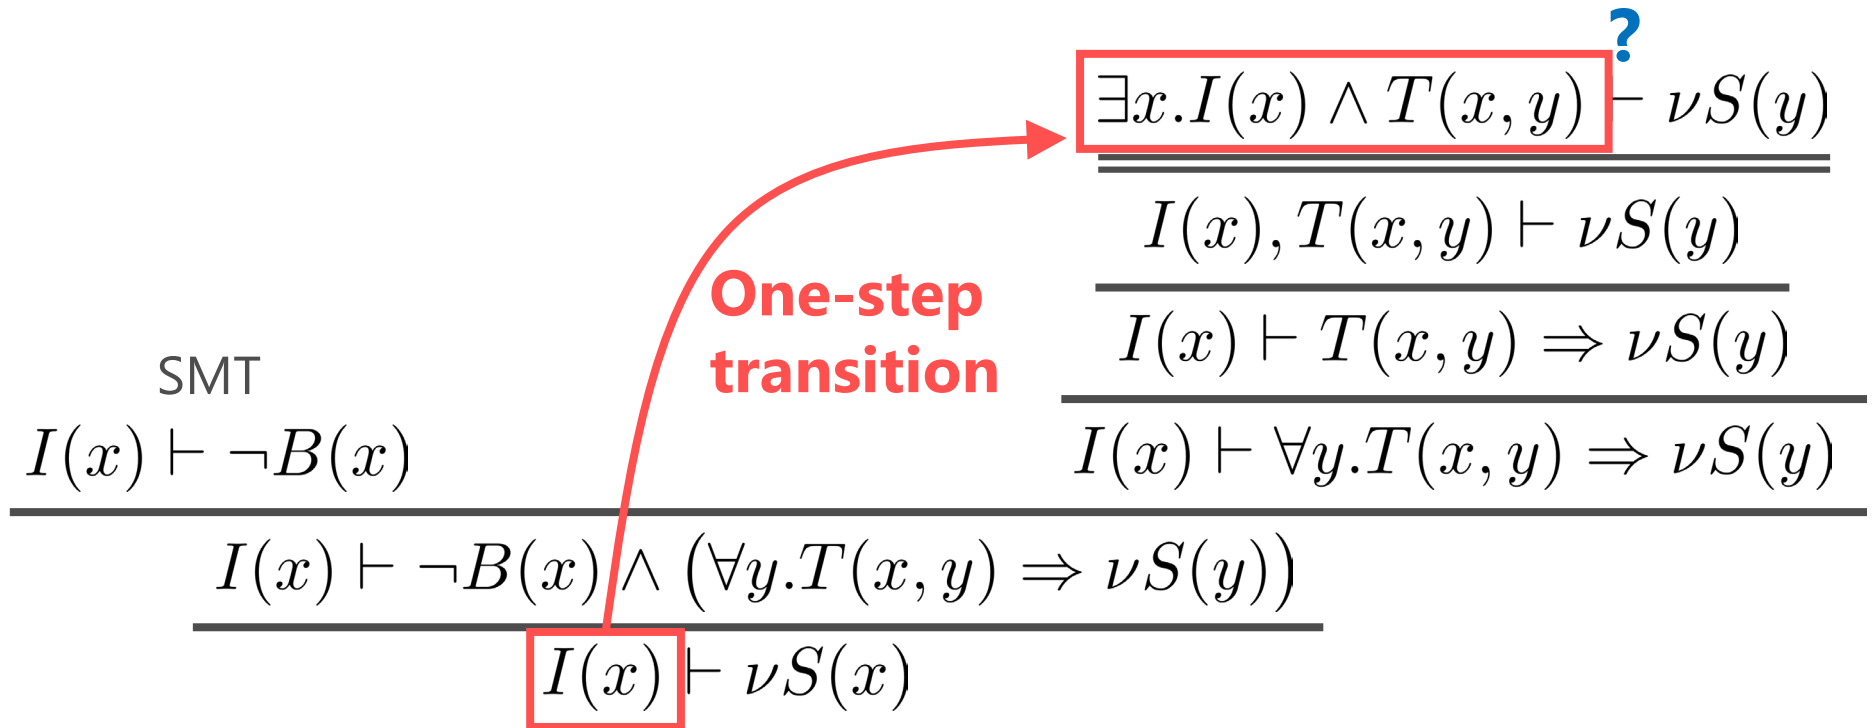 ?
∃x.I(x) ∧ T(x, y) ⊢ νS(y)
I(x), T(x, y) ⊢ νS(y)
One-step
transition
I(x) ⊢ T(x, y) ⇒ νS(y)
SMT
I(x) ⊢ ¬B(x)
I(x) ⊢ ∀y.T(x, y) ⇒ νS(y)
I(x) ⊢ ¬B(x) ∧ (∀y.T(x, y) ⇒ νS(y))
I(x) ⊢ νS(x)